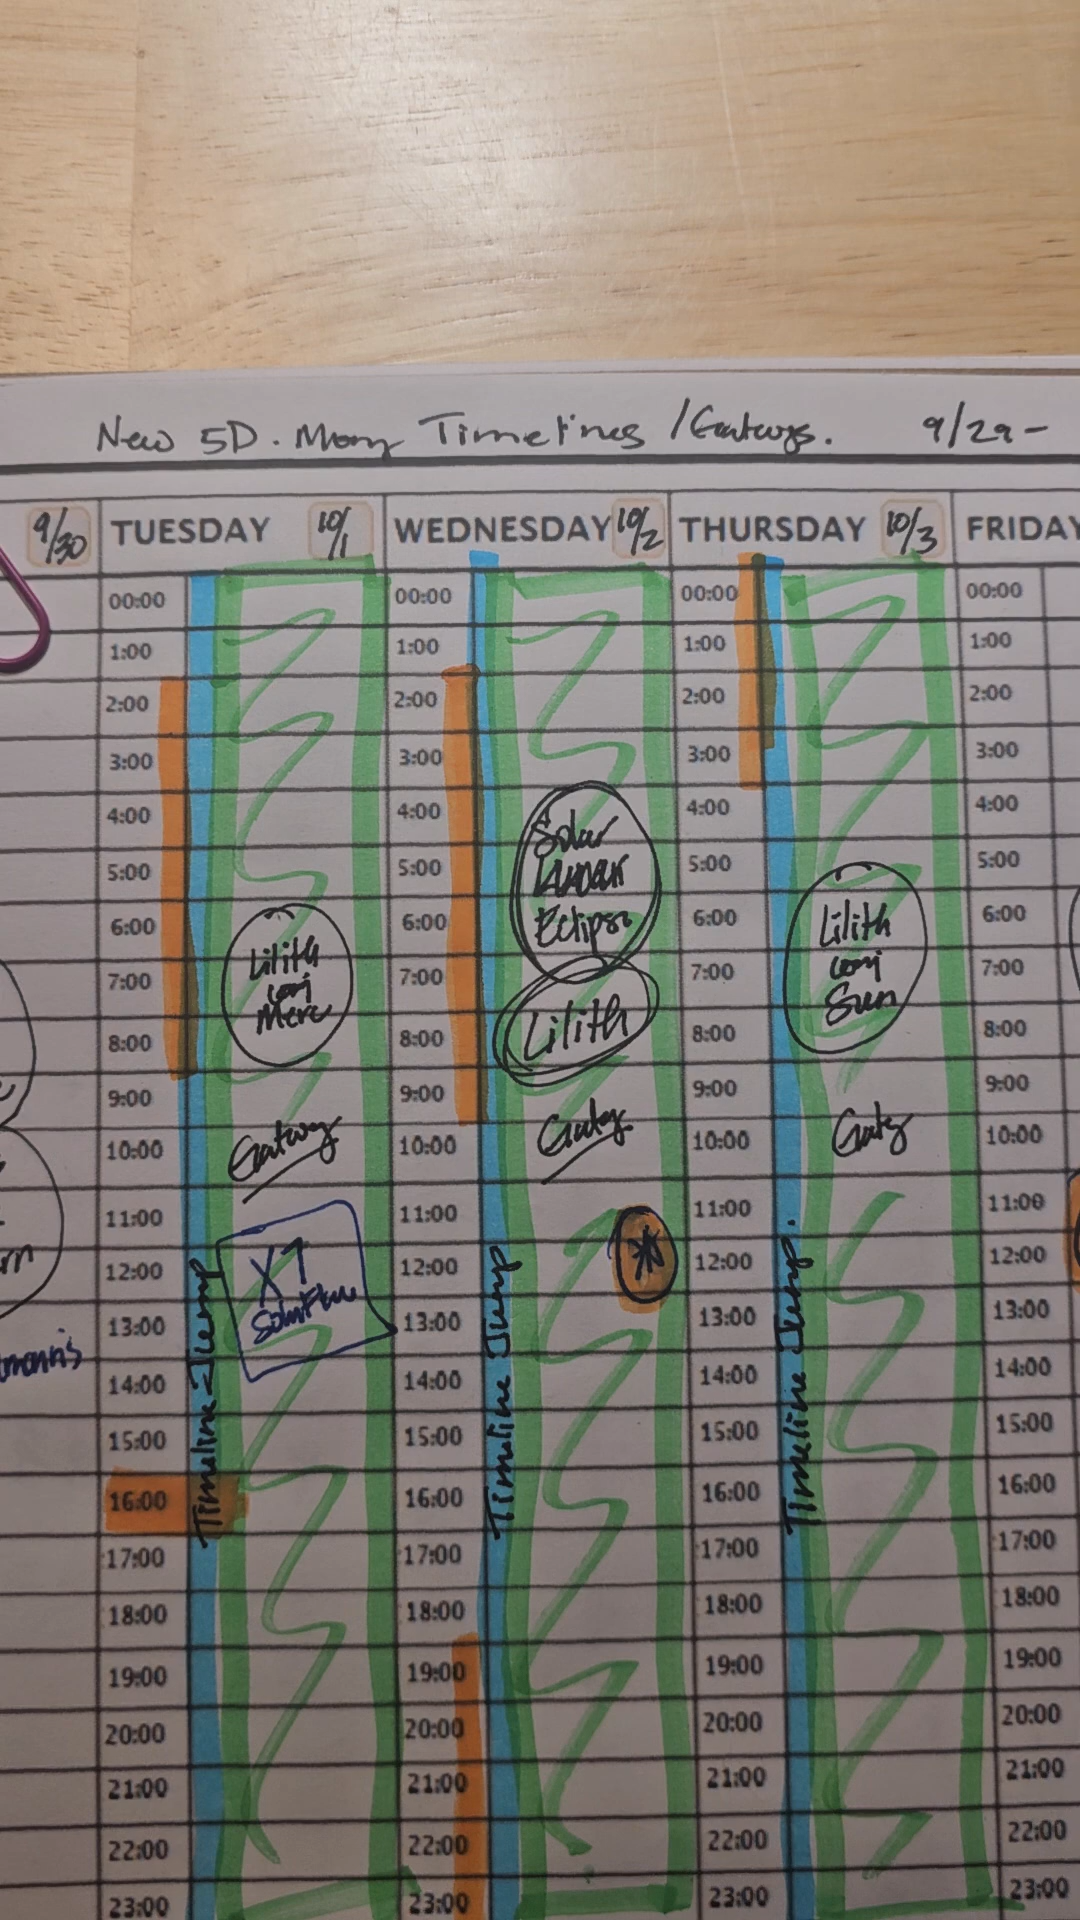 New 5D. Many Timelines / Gateways. 9/29-
9/30 TUESDAY 10/1 WEDNESDAY 10/2 THURSDAY 10/3 FRIDAY
00:00 00:00 00:00 00:00
1:00 1:00 1:00 1:00
2:00 2:00 2:00 2:00
3:00 3:00 3:00 3:00
4:00 4:00 4:00 4:00
5:00 5:00 5:00 5:00
6:00 6:00 6:00 6:00
7:00 7:00 7:00 7:00
8:00 8:00 8:00 8:00
9:00 9:00 9:00 9:00
10:00 10:00 10:00 10:00
11:00 11:00 11:00 11:00
12:00 12:00 12:00 12:00
13:00 13:00 13:00 13:00
14:00 14:00 14:00 14:00
15:00 15:00 15:00 15:00
16:00 16:00 16:00 16:00
17:00 17:00 17:00 17:00
18:00 18:00 18:00 18:00
19:00 19:00 19:00 19:00
20:00 20:00 20:00 20:00
21:00 21:00 21:00 21:00
22:00 22:00 22:00 22:00
23:00 23:00 23:00 23:00
Lilith
conj
Merc
Gateway
X7
Solar Flare
Timeline Jump
Solar
Eclipse
Lilith
*
Timeline Jump
Lilith
conj
Sun
Timeline Jump.